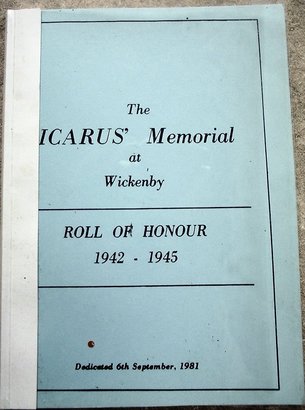 The
ICARUS' Memorial
at
Wickenby
ROLL OF HONOUR
1942 - 1945
Dedicated 6th September, 1981